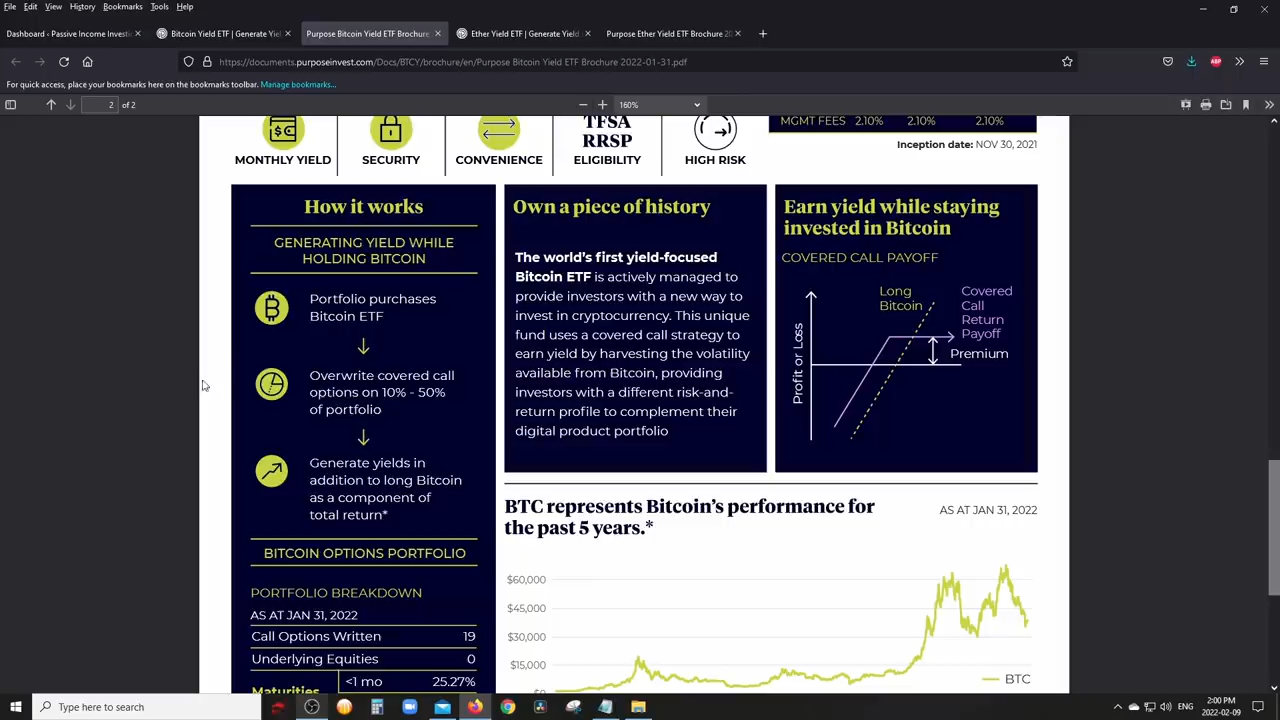 File Edit View History Bookmarks Tools Help
Dashboard ‹ Passive Income Investi
Bitcoin Yield ETF | Generate Yiel
Purpose Bitcoin Yield ETF Brochure
Ether Yield ETF | Generate Yield
Purpose Ether Yield ETF Brochure 20
https://documents.purposeinvest.com/Docs/BTCY/brochure/en/Purpose Bitcoin Yield ETF Brochure 2022-01-31.pdf
For quick access, place your bookmarks here on the bookmarks toolbar. Manage bookmarks...
2 of 2
160%
MONTHLY YIELD
SECURITY
CONVENIENCE
TFSA
RRSP
ELIGIBILITY
HIGH RISK
MGMT FEES 2.10% 2.10% 2.10%
Inception date: NOV 30, 2021
How it works
GENERATING YIELD WHILE
HOLDING BITCOIN
Portfolio purchases
Bitcoin ETF
Overwrite covered call
options on 10% - 50%
of portfolio
Generate yields in
addition to long Bitcoin
as a component of
total return*
BITCOIN OPTIONS PORTFOLIO
PORTFOLIO BREAKDOWN
AS AT JAN 31, 2022
Call Options Written 19
Underlying Equities 0
Maturities <1 mo 25.27%
Own a piece of history
The world's first yield-focused
Bitcoin ETF is actively managed to
provide investors with a new way to
invest in cryptocurrency. This unique
fund uses a covered call strategy to
earn yield by harvesting the volatility
available from Bitcoin, providing
investors with a different risk-and-
return profile to complement their
digital product portfolio
Earn yield while staying
invested in Bitcoin
COVERED CALL PAYOFF
Long
Bitcoin
Covered
Call
Return
Payoff
Premium
Profit or Loss
BTC represents Bitcoin's performance for
the past 5 years.*
AS AT JAN 31, 2022
$60,000
$45,000
$30,000
$15,000
$0
BTC
Type here to search
ENG
2:00 PM
2022-02-09